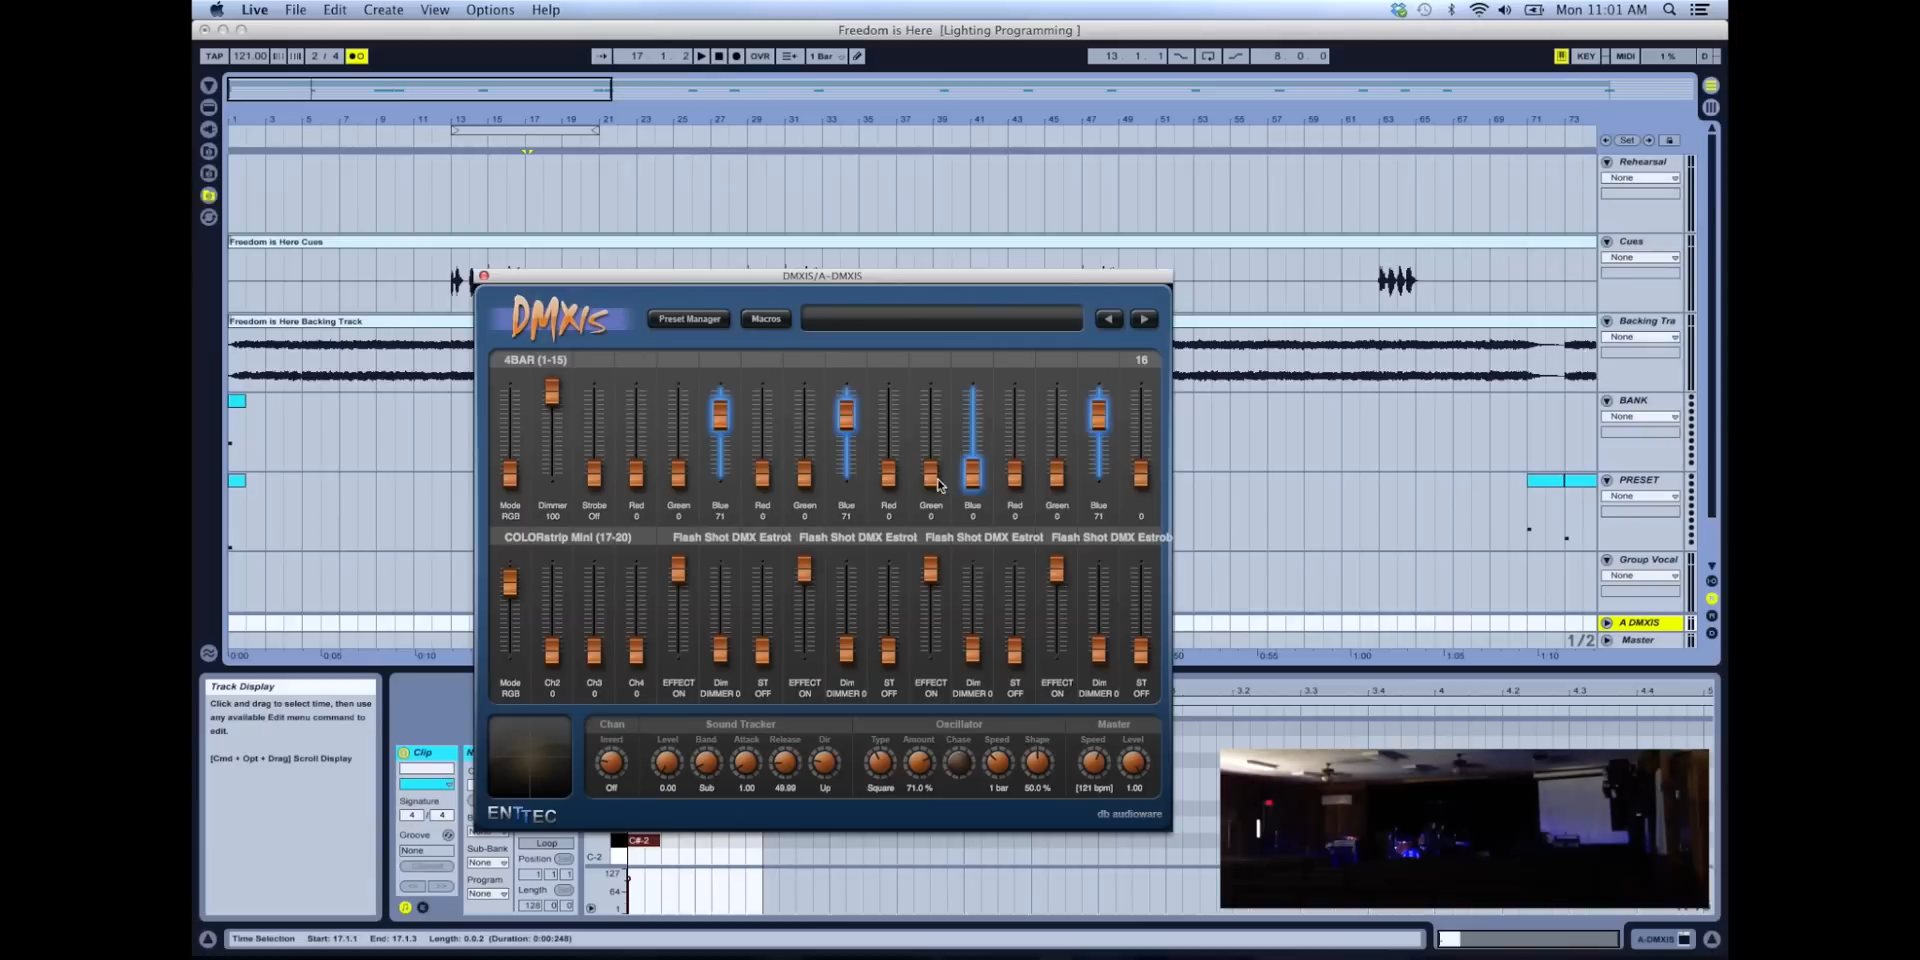 Live File Edit Create View Options Help Mon 11:01 AM
Freedom is Here [Lighting Programming ]
TAP 121.00 2 / 4 17 1 2 OVR 1 Bar 13 1 1 8 0 0 KEY MIDI 1 % D
1 3 5 7 9 11 13 15 17 19 21 23 25 27 29 31 33 35 37 39 41 43 45 47 49 51 53 55 57 59 61 63 65 67 69 71 73
Set
Rehearsal
None
Freedom is Here Cues
Cues
None
Freedom is Here Backing Track
Backing Tra
None
BANK
None
PRESET
None
Group Vocal
None
A DMXIS
1/2 Master
0:00 0:05 0:10 50 0:55 1:00 1:05 1:10
DMXIS/A-DMXIS
DMXIS Preset Manager Macros
4BAR (1-15) 16
Mode Dimmer Strobe Red Green Blue Red Green Blue Red Green Blue Red Green Blue
RGB 100 Off 0 0 71 0 0 71 0 0 0 0 0 71 0
COLORstrip Mini (17-20) Flash Shot DMX Estrol Flash Shot DMX Estrol Flash Shot DMX Estrol Flash Shot DMX Estrob
Mode Ch2 Ch3 Ch4 EFFECT Dim ST EFFECT Dim ST EFFECT Dim ST EFFECT Dim ST
RGB 0 0 0 ON DIMMER 0 OFF ON DIMMER 0 OFF ON DIMMER 0 OFF ON DIMMER 0 OFF
Chan Sound Tracker Oscillator Master
Invert Level Band Attack Release Dir Type Amount Chase Speed Shape Speed Level
Off 0.00 Sub 1.00 49.99 Up Square 71.0 % 1 bar 50.0 % [121 bpm] 1.00
ENTTEC db audioware
Track Display
Click and drag to select time, then use
any available Edit menu command to
edit.
[Cmd + Opt + Drag] Scroll Display
Clip
Signature
4 / 4
Groove
None
Sub-Bank
None
Program
None
Loop
Position
1 1 1
Length
128 0 0
C#-2
C-2
127
64
1
3.2 3.3 3.4 4 4.2 4.3 4.4 5
Time Selection Start: 17.1.1 End: 17.1.3 Length: 0.0.2 (Duration: 0:00:248)
A-DMXIS